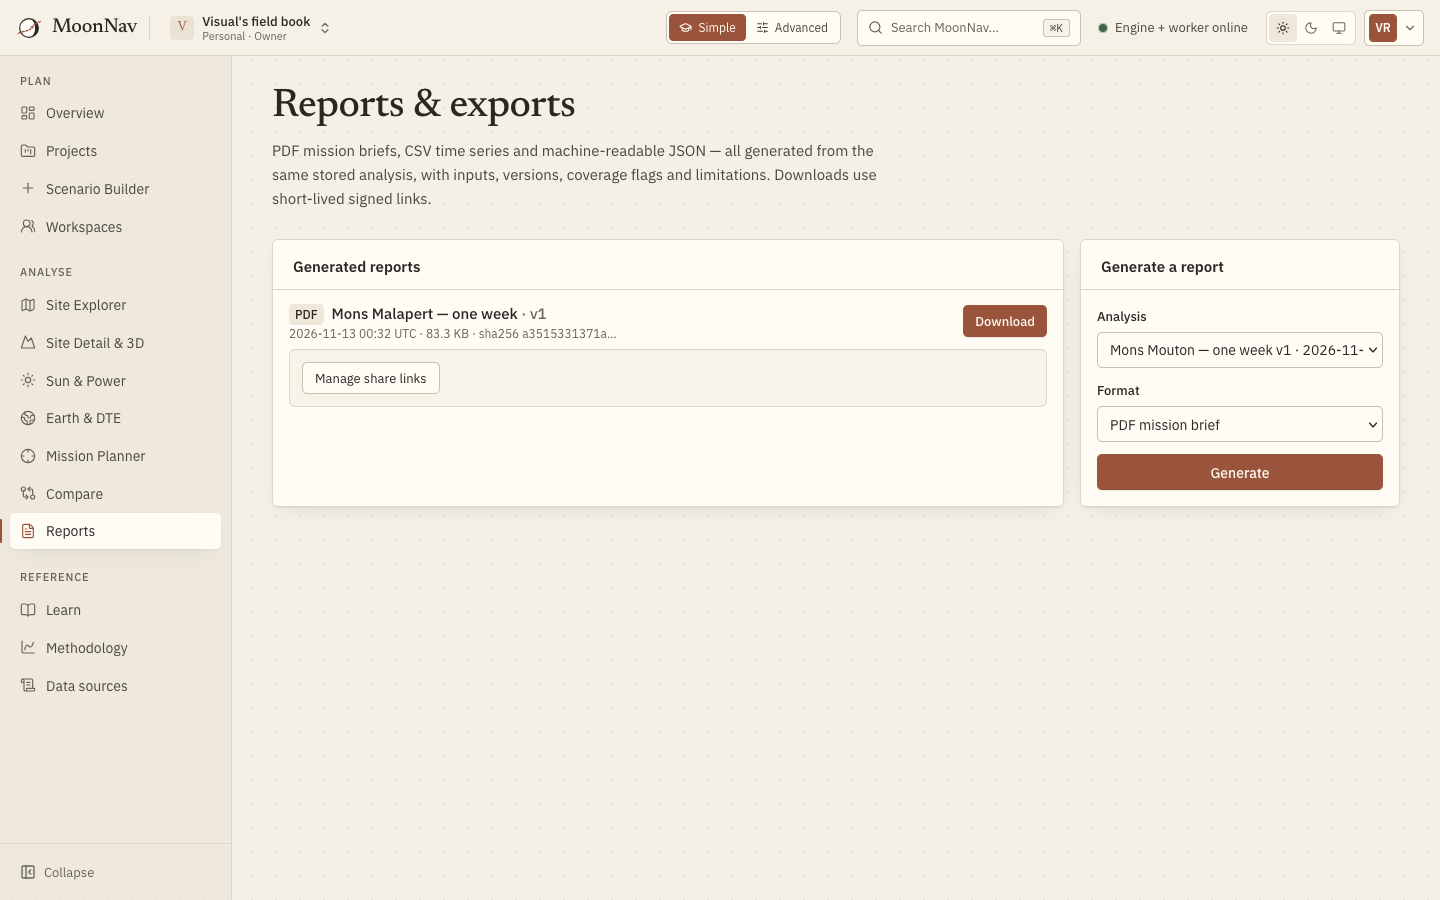 MoonNav
V
Visual's field book
Personal · Owner
Simple
Advanced
Search MoonNav...
⌘K
Engine + worker online
VR
PLAN
Overview
Projects
Scenario Builder
Workspaces
ANALYSE
Site Explorer
Site Detail & 3D
Sun & Power
Earth & DTE
Mission Planner
Compare
Reports
REFERENCE
Learn
Methodology
Data sources
Collapse
Reports & exports
PDF mission briefs, CSV time series and machine-readable JSON — all generated from the
same stored analysis, with inputs, versions, coverage flags and limitations. Downloads use
short-lived signed links.
Generated reports
PDF Mons Malapert — one week · v1
2026-11-13 00:32 UTC · 83.3 KB · sha256 a3515331371a...
Download
Manage share links
Generate a report
Analysis
Mons Mouton — one week v1 · 2026-11-
Format
PDF mission brief
Generate